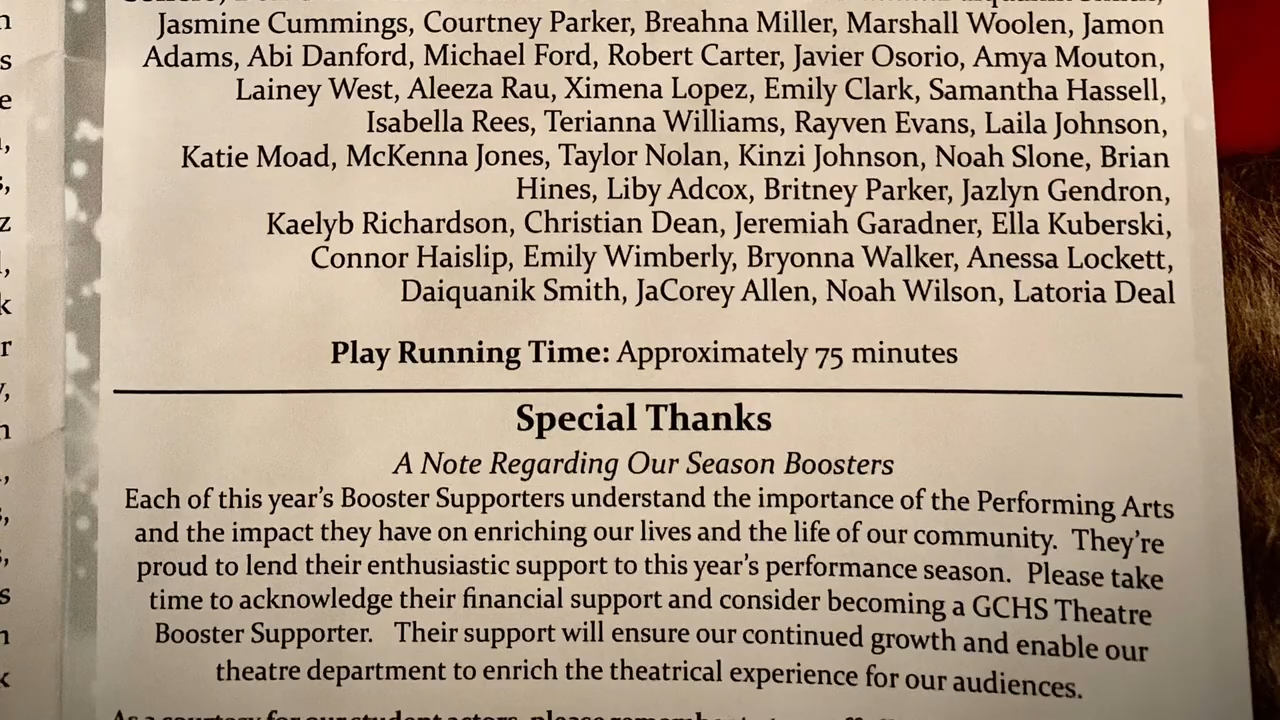 Jasmine Cummings, Courtney Parker, Breahna Miller, Marshall Woolen, Jamon
Adams, Abi Danford, Michael Ford, Robert Carter, Javier Osorio, Amya Mouton,
Lainey West, Aleeza Rau, Ximena Lopez, Emily Clark, Samantha Hassell,
Isabella Rees, Terianna Williams, Rayven Evans, Laila Johnson,
Katie Moad, McKenna Jones, Taylor Nolan, Kinzi Johnson, Noah Slone, Brian
Hines, Liby Adcox, Britney Parker, Jazlyn Gendron,
Kaelyb Richardson, Christian Dean, Jeremiah Garadner, Ella Kuberski,
Connor Haislip, Emily Wimberly, Bryonna Walker, Anessa Lockett,
Daiquanik Smith, JaCorey Allen, Noah Wilson, Latoria Deal
Play Running Time: Approximately 75 minutes
Special Thanks
A Note Regarding Our Season Boosters
Each of this year's Booster Supporters understand the importance of the Performing Arts
and the impact they have on enriching our lives and the life of our community. They're
proud to lend their enthusiastic support to this year's performance season. Please take
time to acknowledge their financial support and consider becoming a GCHS Theatre
Booster Supporter. Their support will ensure our continued growth and enable our
theatre department to enrich the theatrical experience for our audiences.
As a courtesy for our student actors, please remember